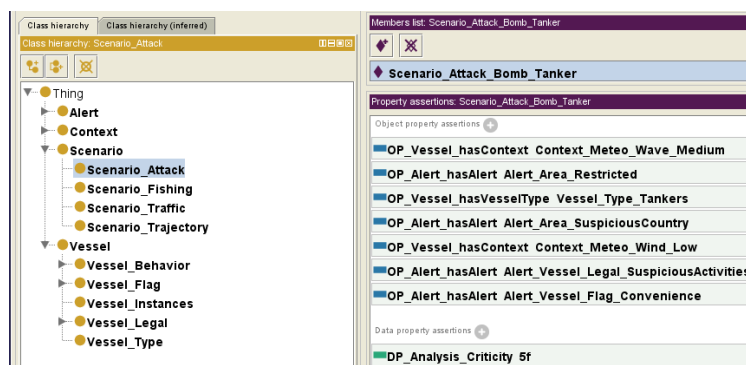 Class hierarchy
Class hierarchy (inferred)
Class hierarchy: Scenario_Attack
Thing
Alert
Context
Scenario
Scenario_Attack
Scenario_Fishing
Scenario_Traffic
Scenario_Trajectory
Vessel
Vessel_Behavior
Vessel_Flag
Vessel_Instances
Vessel_Legal
Vessel_Type
Members list: Scenario_Attack_Bomb_Tanker
Scenario_Attack_Bomb_Tanker
Property assertions: Scenario_Attack_Bomb_Tanker
Object property assertions
OP_Vessel_hasContext Context_Meteo_Wave_Medium
OP_Alert_hasAlert Alert_Area_Restricted
OP_Vessel_hasVesselType Vessel_Type_Tankers
OP_Alert_hasAlert Alert_Area_SuspiciousCountry
OP_Vessel_hasContext Context_Meteo_Wind_Low
OP_Alert_hasAlert Alert_Vessel_Legal_SuspiciousActivities
OP_Alert_hasAlert Alert_Vessel_Flag_Convenience
Data property assertions
DP_Analysis_Criticity 5f